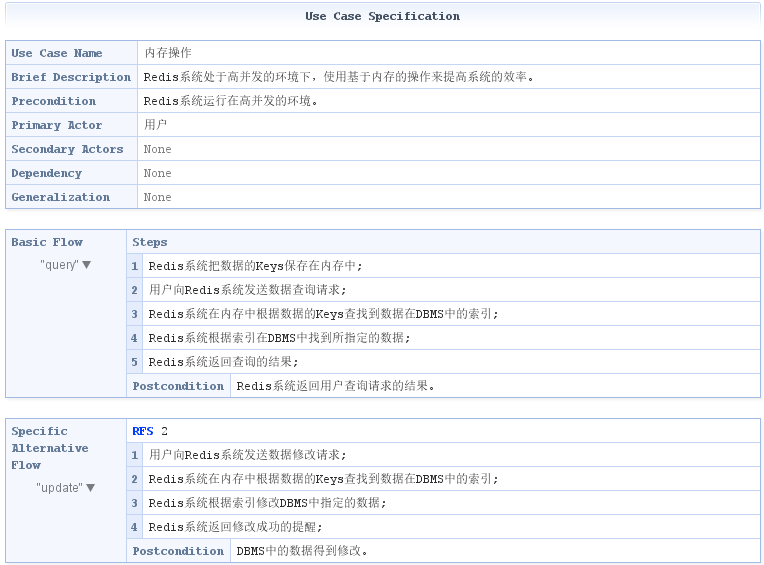 Use Case Specification
Use Case Name 内存操作
Brief Description Redis系统处于高并发的环境下，使用基于内存的操作来提高系统的效率。
Precondition Redis系统运行在高并发的环境。
Primary Actor 用户
Secondary Actors None
Dependency None
Generalization None
Basic Flow Steps
"query" ▼
1 Redis系统把数据的Keys保存在内存中;
2 用户向Redis系统发送数据查询请求;
3 Redis系统在内存中根据数据的Keys查找到数据在DBMS中的索引;
4 Redis系统根据索引在DBMS中找到所指定的数据;
5 Redis系统返回查询的结果;
Postcondition Redis系统返回用户查询请求的结果。
Specific
Alternative
Flow
"update" ▼
RFS 2
1 用户向Redis系统发送数据修改请求;
2 Redis系统在内存中根据数据的Keys查找到数据在DBMS中的索引;
3 Redis系统根据索引修改DBMS中指定的数据;
4 Redis系统返回修改成功的提醒;
Postcondition DBMS中的数据得到修改。